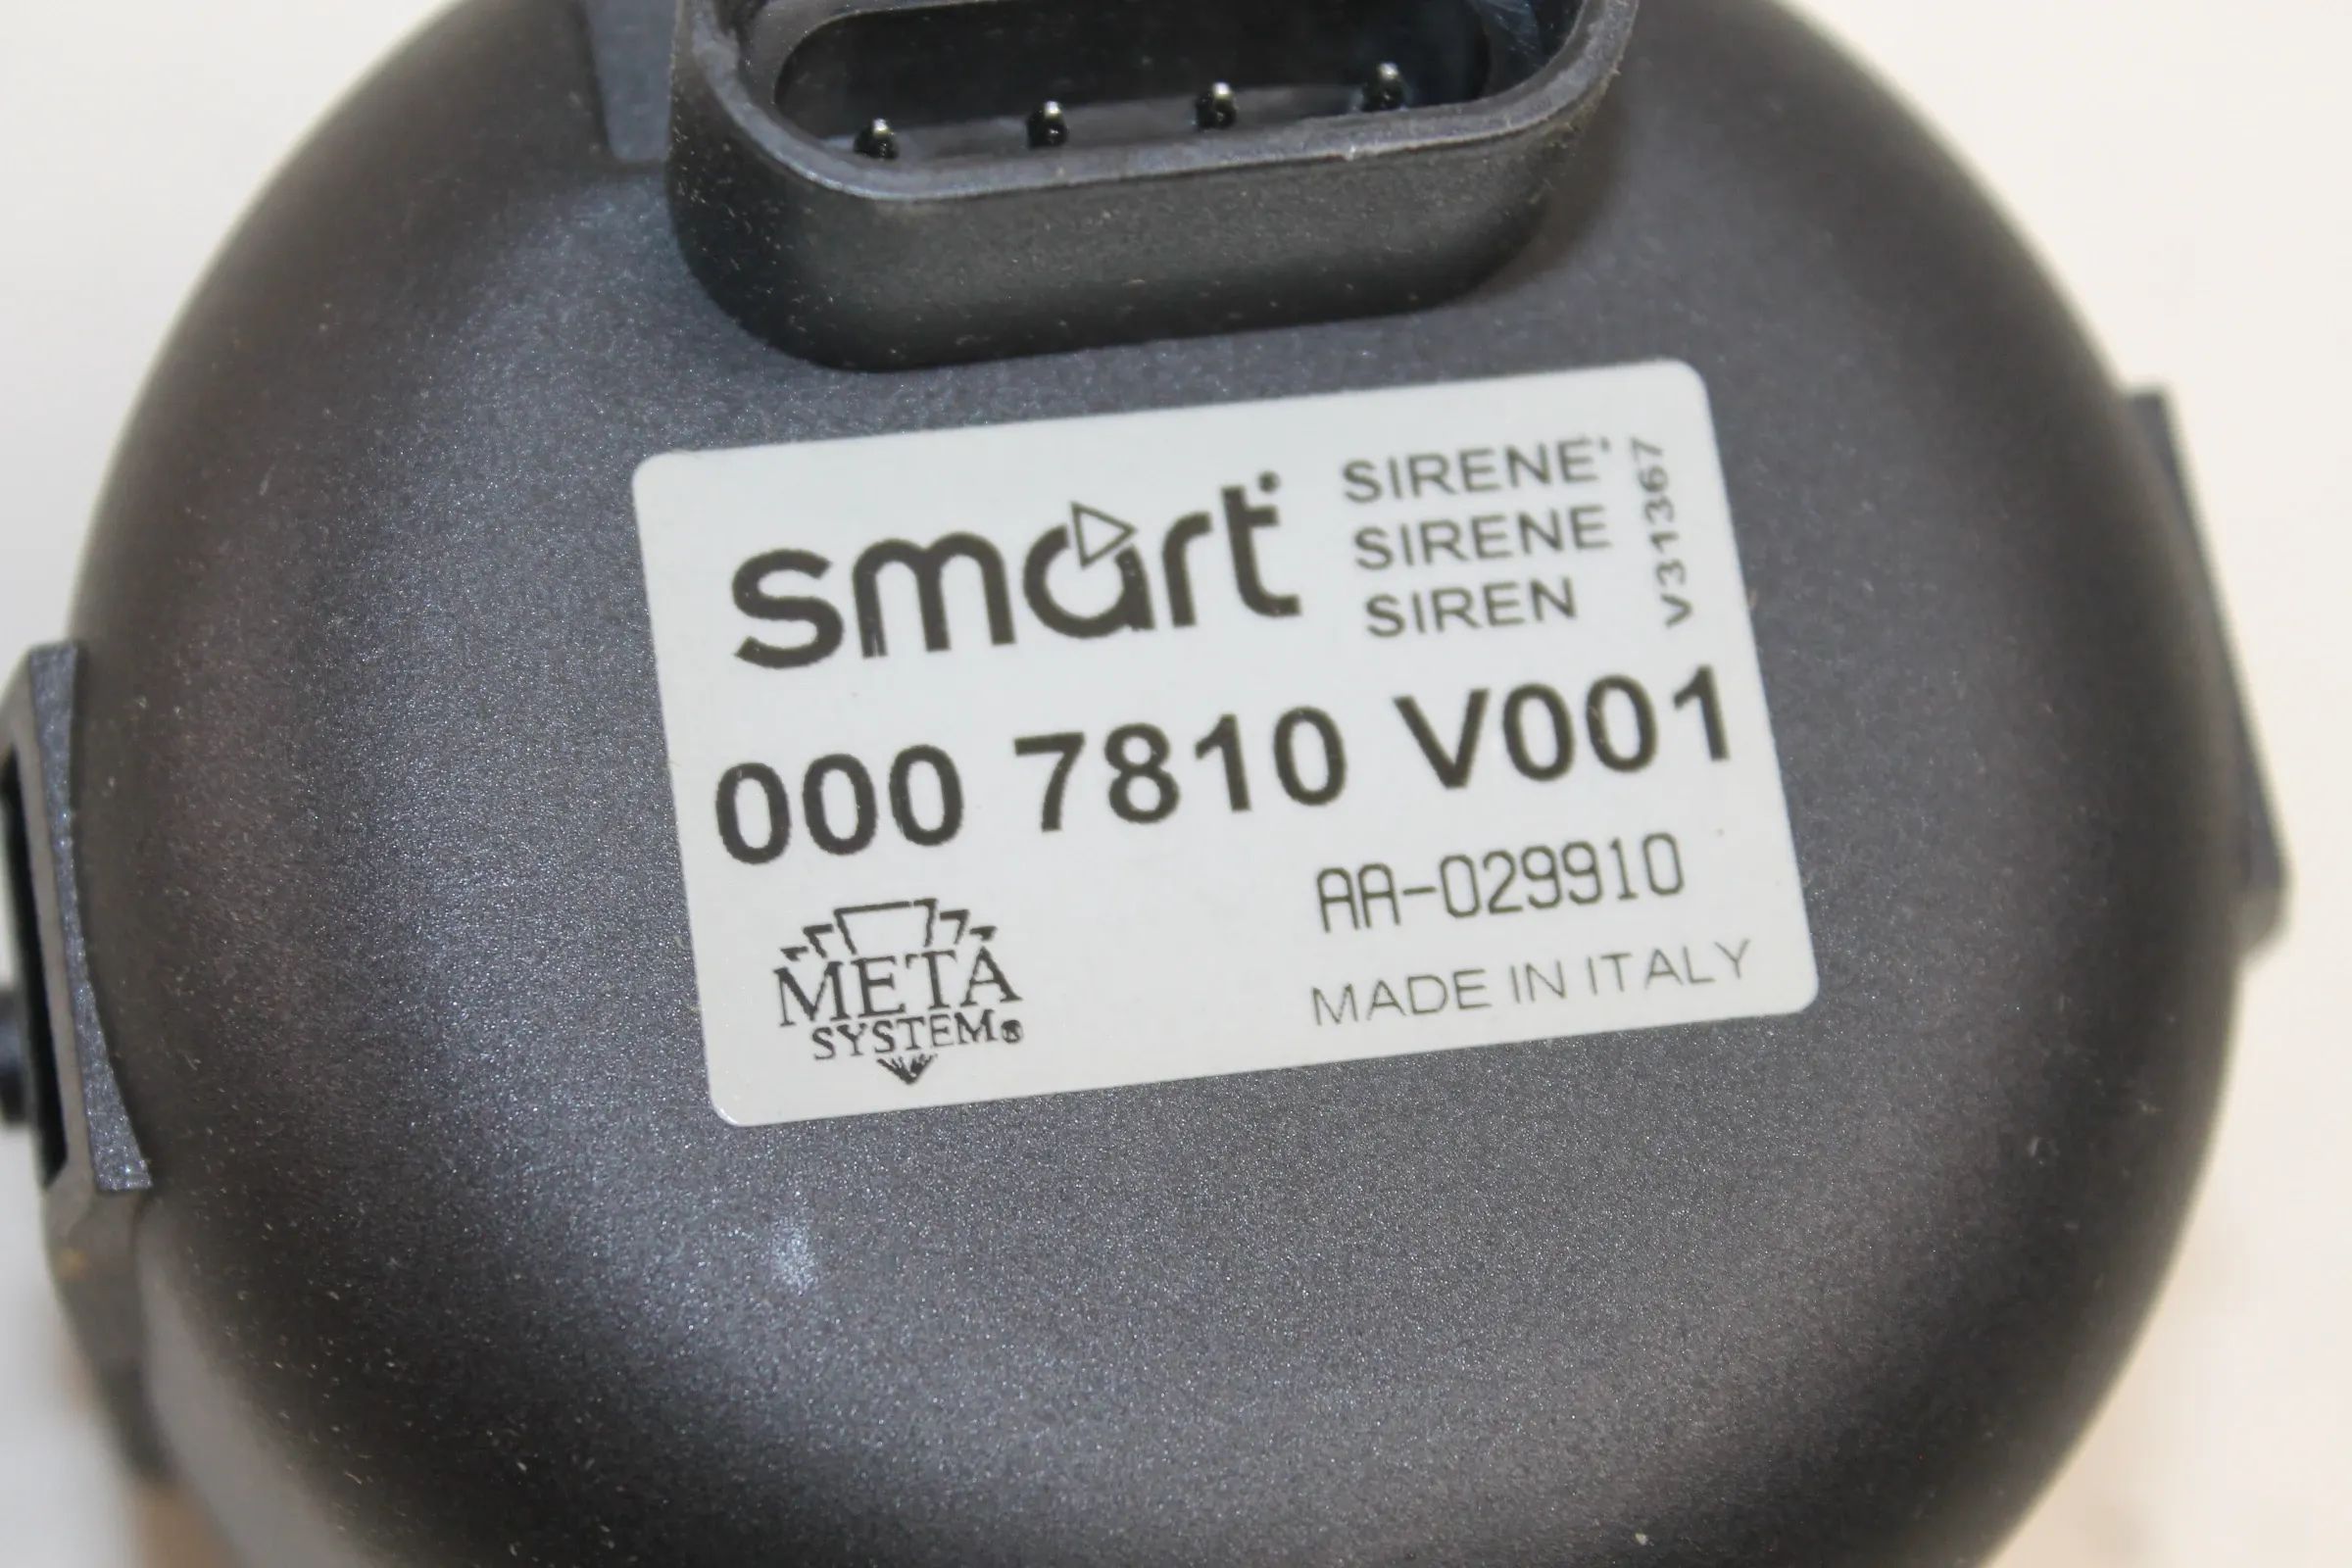 smart
SIRENE'
SIRENE
SIREN
V31367
000 7810 V001
AA-029910
META
SYSTEM®
MADE IN ITALY